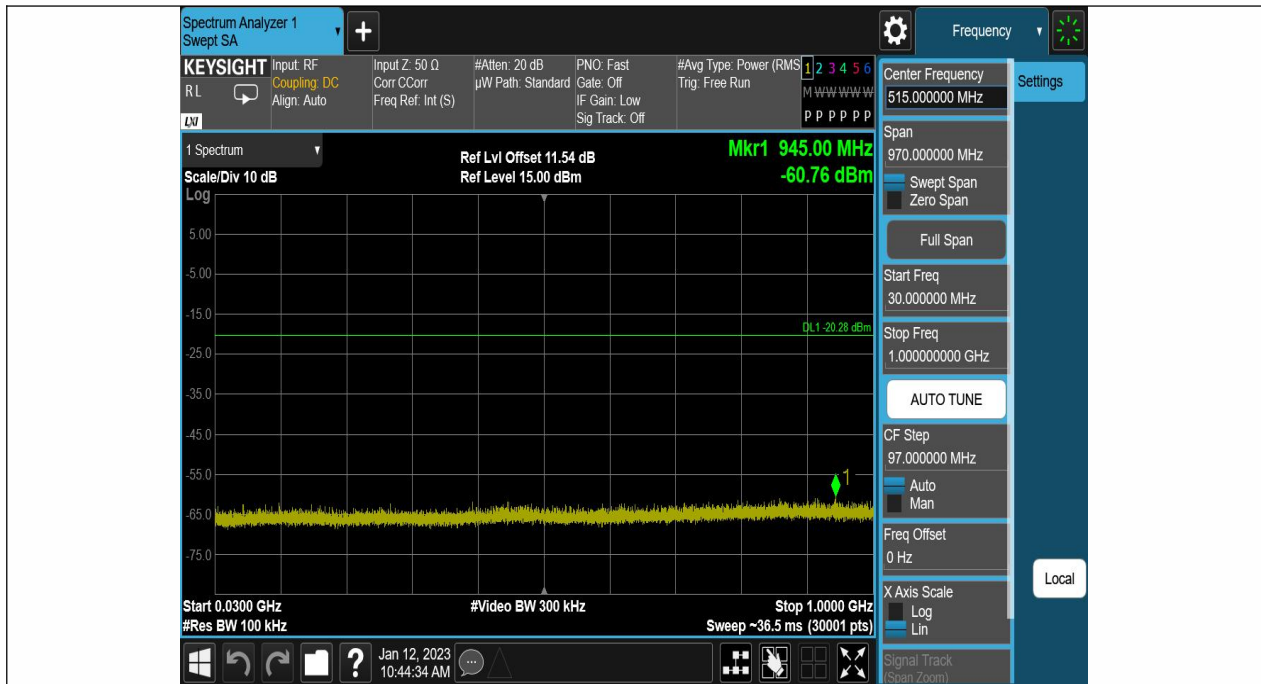 Spectrum Analyzer 1
Swept SA
+
Frequency
KEYSIGHT
R L
LXI
Input: RF
Coupling: DC
Align: Auto
Input Z: 50 Ω
Corr CCorr
Freq Ref: Int (S)
#Atten: 20 dB
µW Path: Standard
PNO: Fast
Gate: Off
IF Gain: Low
Sig Track: Off
#Avg Type: Power (RMS
Trig: Free Run
1 2 3 4 5 6
M W W W W W
P P P P P P
1 Spectrum
Scale/Div 10 dB
Log
Ref Lvl Offset 11.54 dB
Ref Level 15.00 dBm
Mkr1 945.00 MHz
-60.76 dBm
5.00
-5.00
-15.0
DL1 -20.28 dBm
-25.0
-35.0
-45.0
-55.0
1
-65.0
-75.0
Start 0.0300 GHz
#Res BW 100 kHz
#Video BW 300 kHz
Stop 1.0000 GHz
Sweep ~36.5 ms (30001 pts)
Center Frequency
515.000000 MHz
Settings
Span
970.000000 MHz
Swept Span
Zero Span
Full Span
Start Freq
30.000000 MHz
Stop Freq
1.000000000 GHz
AUTO TUNE
CF Step
97.000000 MHz
Auto
Man
Freq Offset
0 Hz
X Axis Scale
Log
Lin
Signal Track
(Span Zoom)
Local
?
Jan 12, 2023
10:44:34 AM